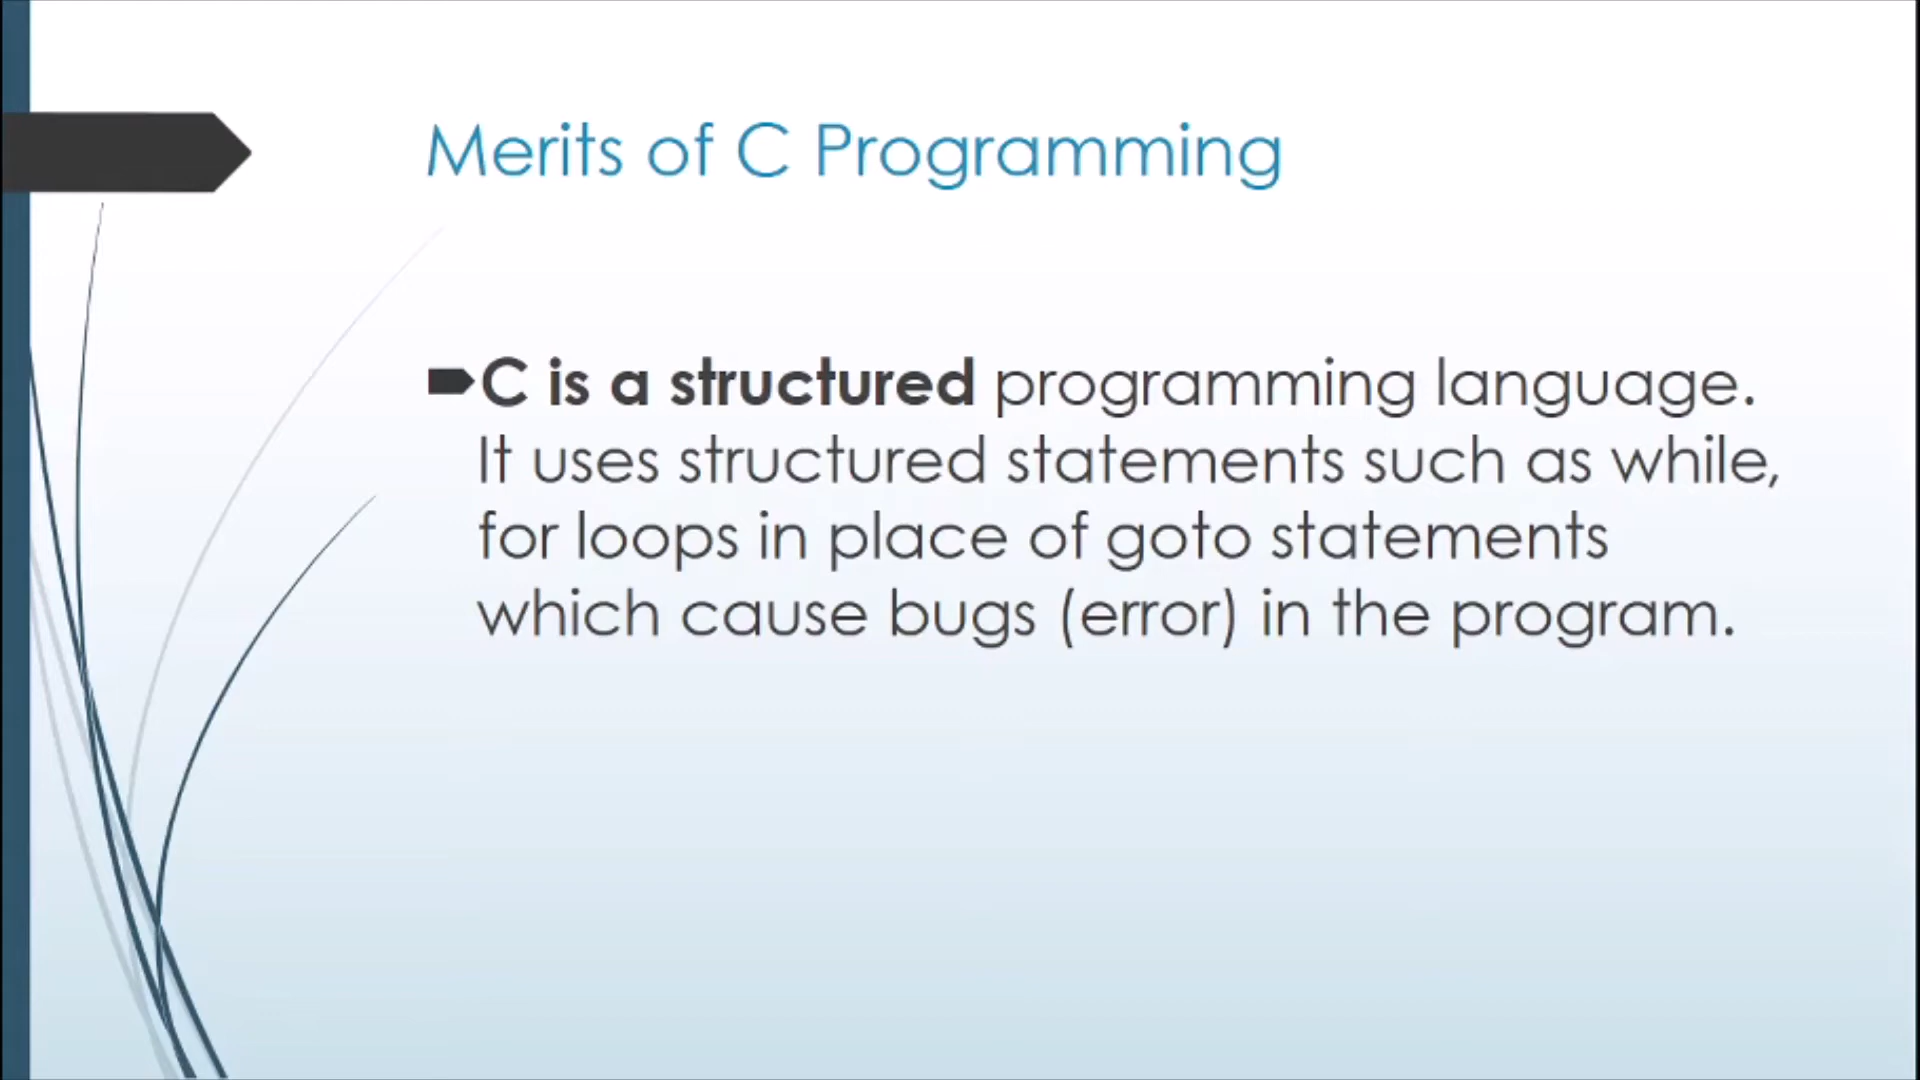 Merits of C Programming
C is a structured programming language.
It uses structured statements such as while,
for loops in place of goto statements
which cause bugs (error) in the program.